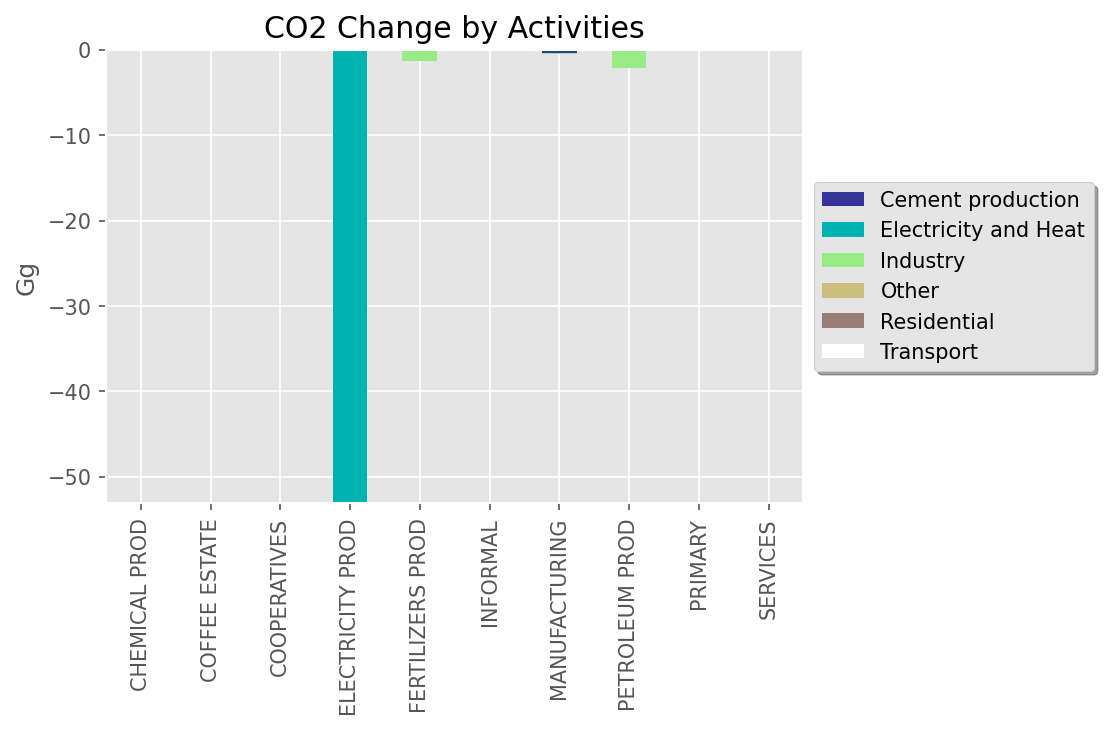 CO2 Change by Activities
0
−10
−20
−30
−40
−50
Gg
CHEMICAL PROD
COFFEE ESTATE
COOPERATIVES
ELECTRICITY PROD
FERTILIZERS PROD
INFORMAL
MANUFACTURING
PETROLEUM PROD
PRIMARY
SERVICES
Cement production
Electricity and Heat
Industry
Other
Residential
Transport